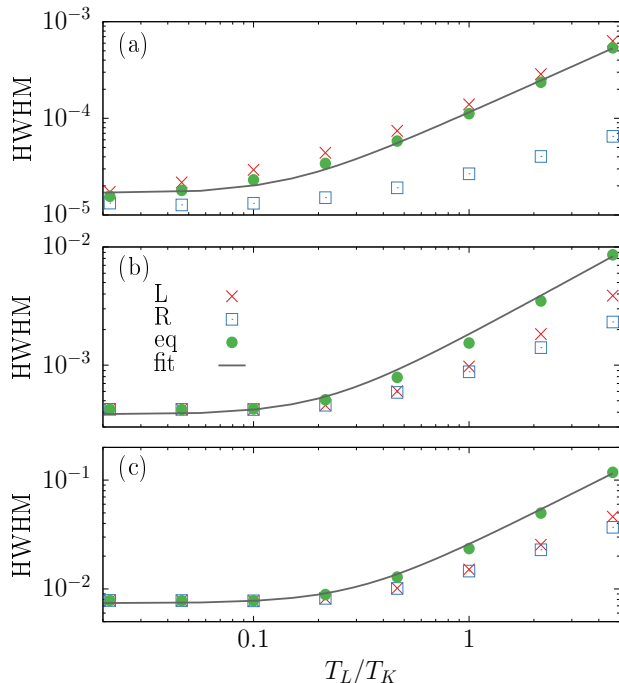 10⁻³
(a)
10⁻⁴
HWHM
10⁻⁵
10⁻²
(b)
L
R
10⁻³
eq
fit
HWHM
(c)
10⁻¹
HWHM
10⁻²
0.1
1
T_L/T_K